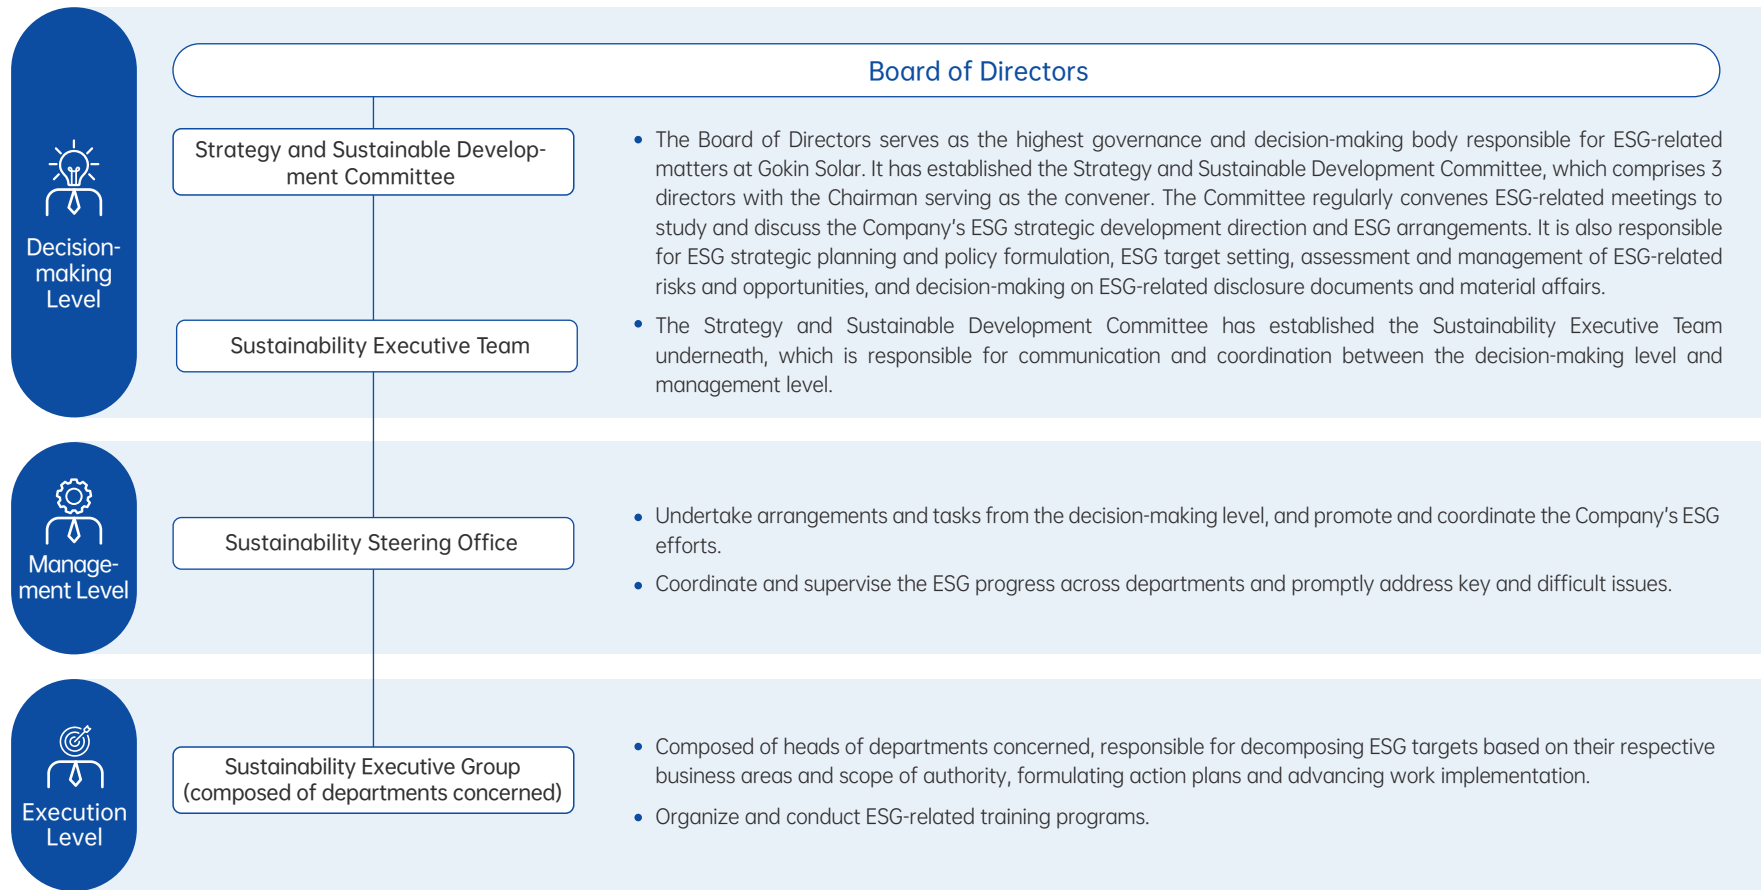 Board of Directors
Decision-
making
Level
Strategy and Sustainable Develop-
ment Committee
Sustainability Executive Team
• The Board of Directors serves as the highest governance and decision-making body responsible for ESG-related
matters at Gokin Solar. It has established the Strategy and Sustainable Development Committee, which comprises 3
directors with the Chairman serving as the convener. The Committee regularly convenes ESG-related meetings to
study and discuss the Company's ESG strategic development direction and ESG arrangements. It is also responsible
for ESG strategic planning and policy formulation, ESG target setting, assessment and management of ESG-related
risks and opportunities, and decision-making on ESG-related disclosure documents and material affairs.
• The Strategy and Sustainable Development Committee has established the Sustainability Executive Team
underneath, which is responsible for communication and coordination between the decision-making level and
management level.
Manage-
ment Level
Sustainability Steering Office
• Undertake arrangements and tasks from the decision-making level, and promote and coordinate the Company's ESG
efforts.
• Coordinate and supervise the ESG progress across departments and promptly address key and difficult issues.
Execution
Level
Sustainability Executive Group
(composed of departments concerned)
• Composed of heads of departments concerned, responsible for decomposing ESG targets based on their respective
business areas and scope of authority, formulating action plans and advancing work implementation.
• Organize and conduct ESG-related training programs.